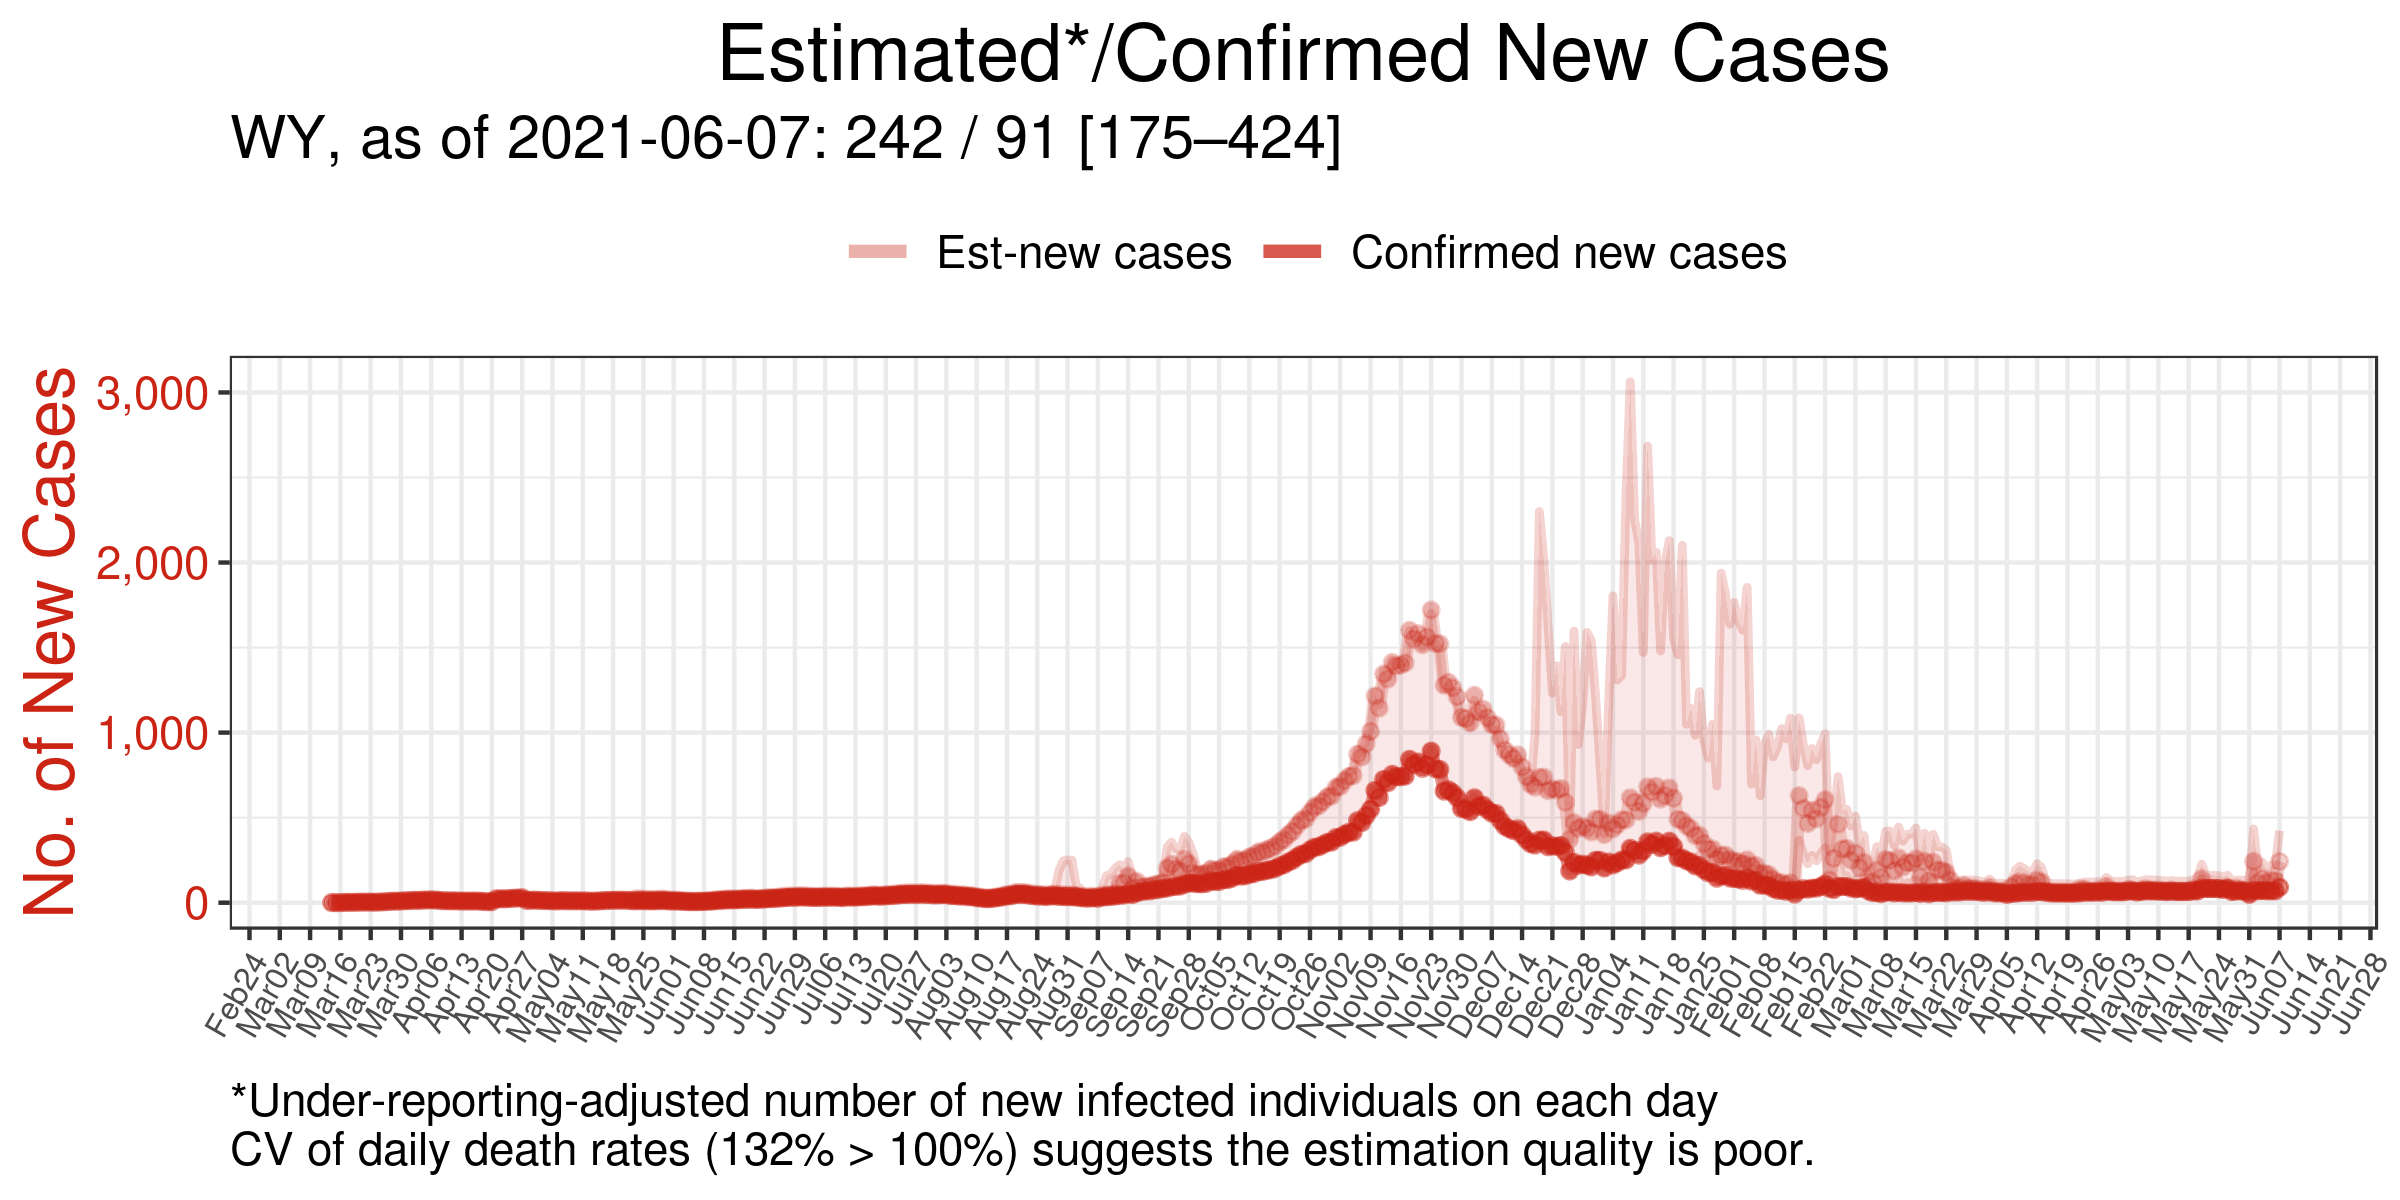 Estimated*/Confirmed New Cases
WY, as of 2021-06-07: 242 / 91 [175–424]
Est-new cases
Confirmed new cases
No. of New Cases
3,000
2,000
1,000
0
Feb24
Mar02
Mar09
Mar16
Mar23
Mar30
Apr06
Apr13
Apr20
Apr27
May04
May11
May18
May25
Jun01
Jun08
Jun15
Jun22
Jun29
Jul06
Jul13
Jul20
Jul27
Aug03
Aug10
Aug17
Aug24
Aug31
Sep07
Sep14
Sep21
Sep28
Oct05
Oct12
Oct19
Oct26
Nov02
Nov09
Nov16
Nov23
Nov30
Dec07
Dec14
Dec21
Dec28
Jan04
Jan11
Jan18
Jan25
Feb01
Feb08
Feb15
Feb22
Mar01
Mar08
Mar15
Mar22
Mar29
Apr05
Apr12
Apr19
Apr26
May03
May10
May17
May24
May31
Jun07
Jun14
Jun21
Jun28
*Under-reporting-adjusted number of new infected individuals on each day
CV of daily death rates (132% > 100%) suggests the estimation quality is poor.